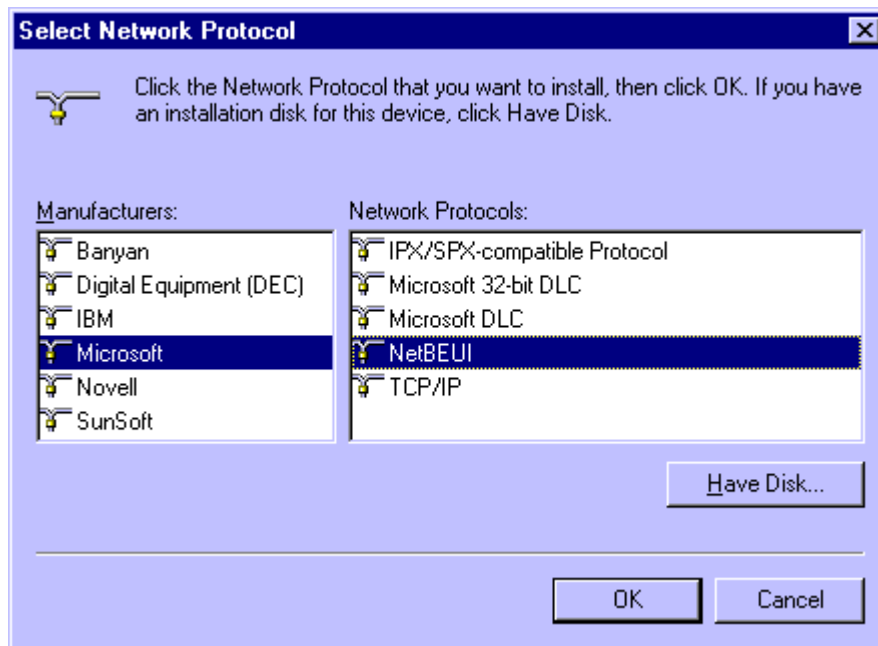 Select Network Protocol
Click the Network Protocol that you want to install, then click OK. If you have
an installation disk for this device, click Have Disk.
Manufacturers:
Banyan
Digital Equipment (DEC)
IBM
Microsoft
Novell
SunSoft
Network Protocols:
IPX/SPX-compatible Protocol
Microsoft 32-bit DLC
Microsoft DLC
NetBEUI
TCP/IP
Have Disk...
OK
Cancel